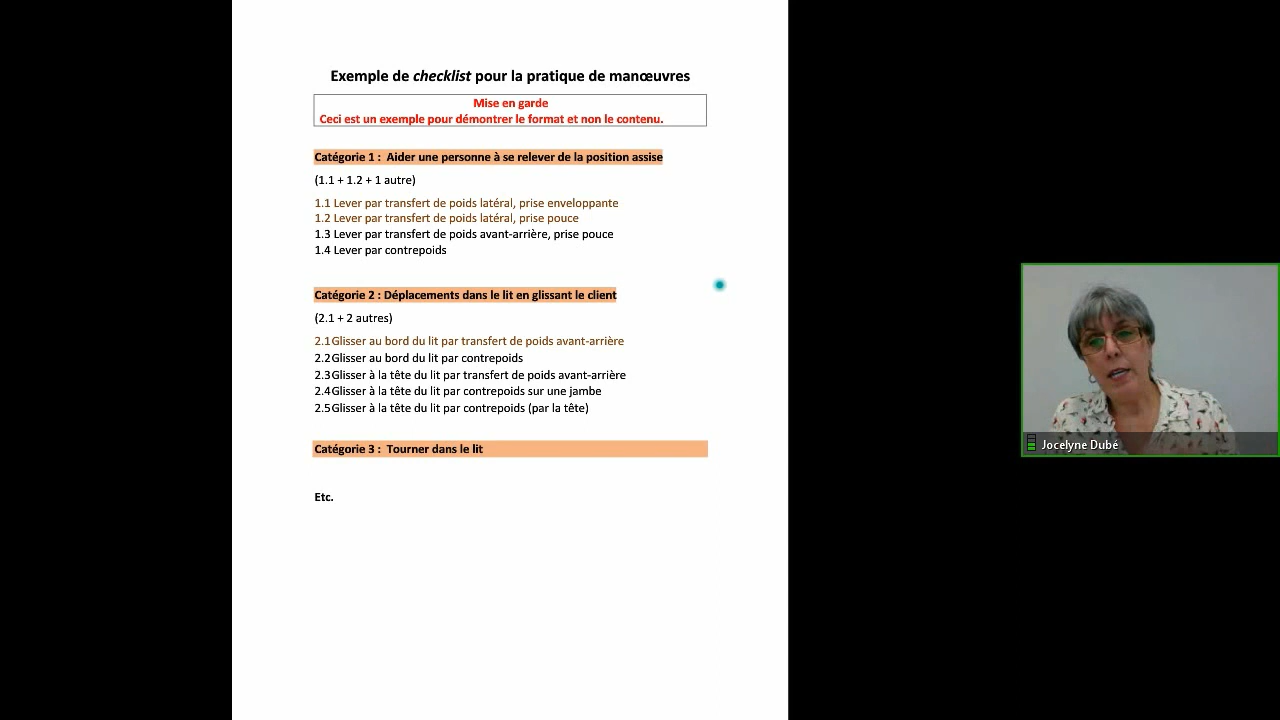 Exemple de checklist pour la pratique de manœuvres
Mise en garde
Ceci est un exemple pour démontrer le format et non le contenu.
Catégorie 1 : Aider une personne à se relever de la position assise
(1.1 + 1.2 + 1 autre)
1.1 Lever par transfert de poids latéral, prise enveloppante
1.2 Lever par transfert de poids latéral, prise pouce
1.3 Lever par transfert de poids avant-arrière, prise pouce
1.4 Lever par contrepoids
Catégorie 2 : Déplacements dans le lit en glissant le client
(2.1 + 2 autres)
2.1Glisser au bord du lit par transfert de poids avant-arrière
2.2Glisser au bord du lit par contrepoids
2.3Glisser à la tête du lit par transfert de poids avant-arrière
2.4Glisser à la tête du lit par contrepoids sur une jambe
2.5Glisser à la tête du lit par contrepoids (par la tête)
Catégorie 3 : Tourner dans le lit
Etc.
Jocelyne Dubé